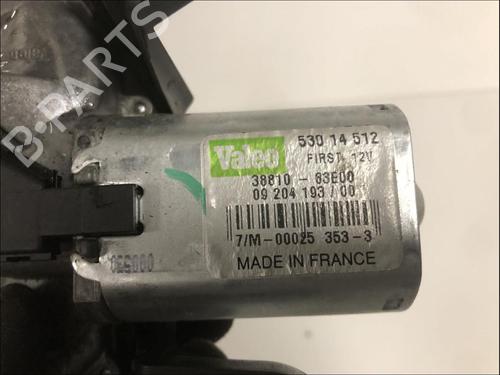 B-PARTS
Valeo
530 14 512
FIRST 12V
38810 - 83E00
09 204 193 / 00
7/M-00025 353-3
MADE IN FRANCE